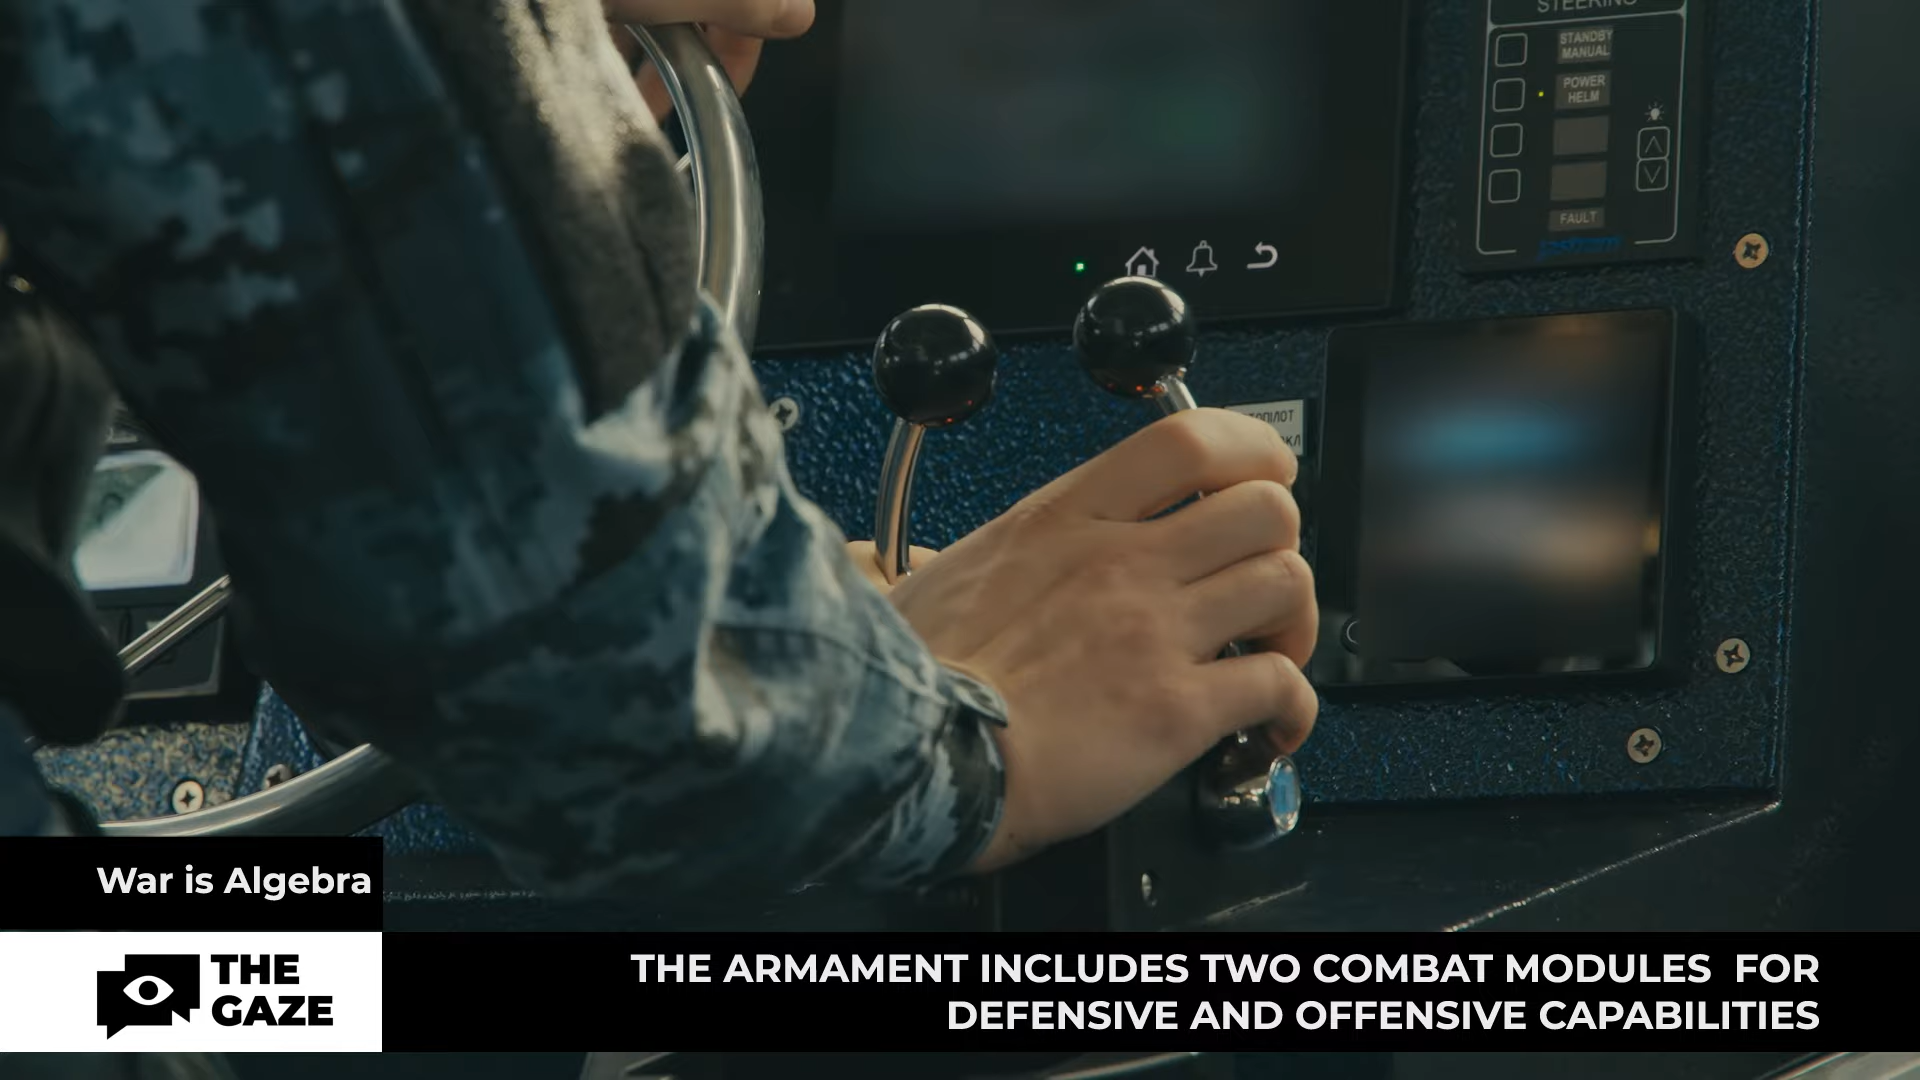 STEERING
STANDBY
MANUAL
POWER
HELM
FAULT
War is Algebra
THE
GAZE
THE ARMAMENT INCLUDES TWO COMBAT MODULES FOR
DEFENSIVE AND OFFENSIVE CAPABILITIES